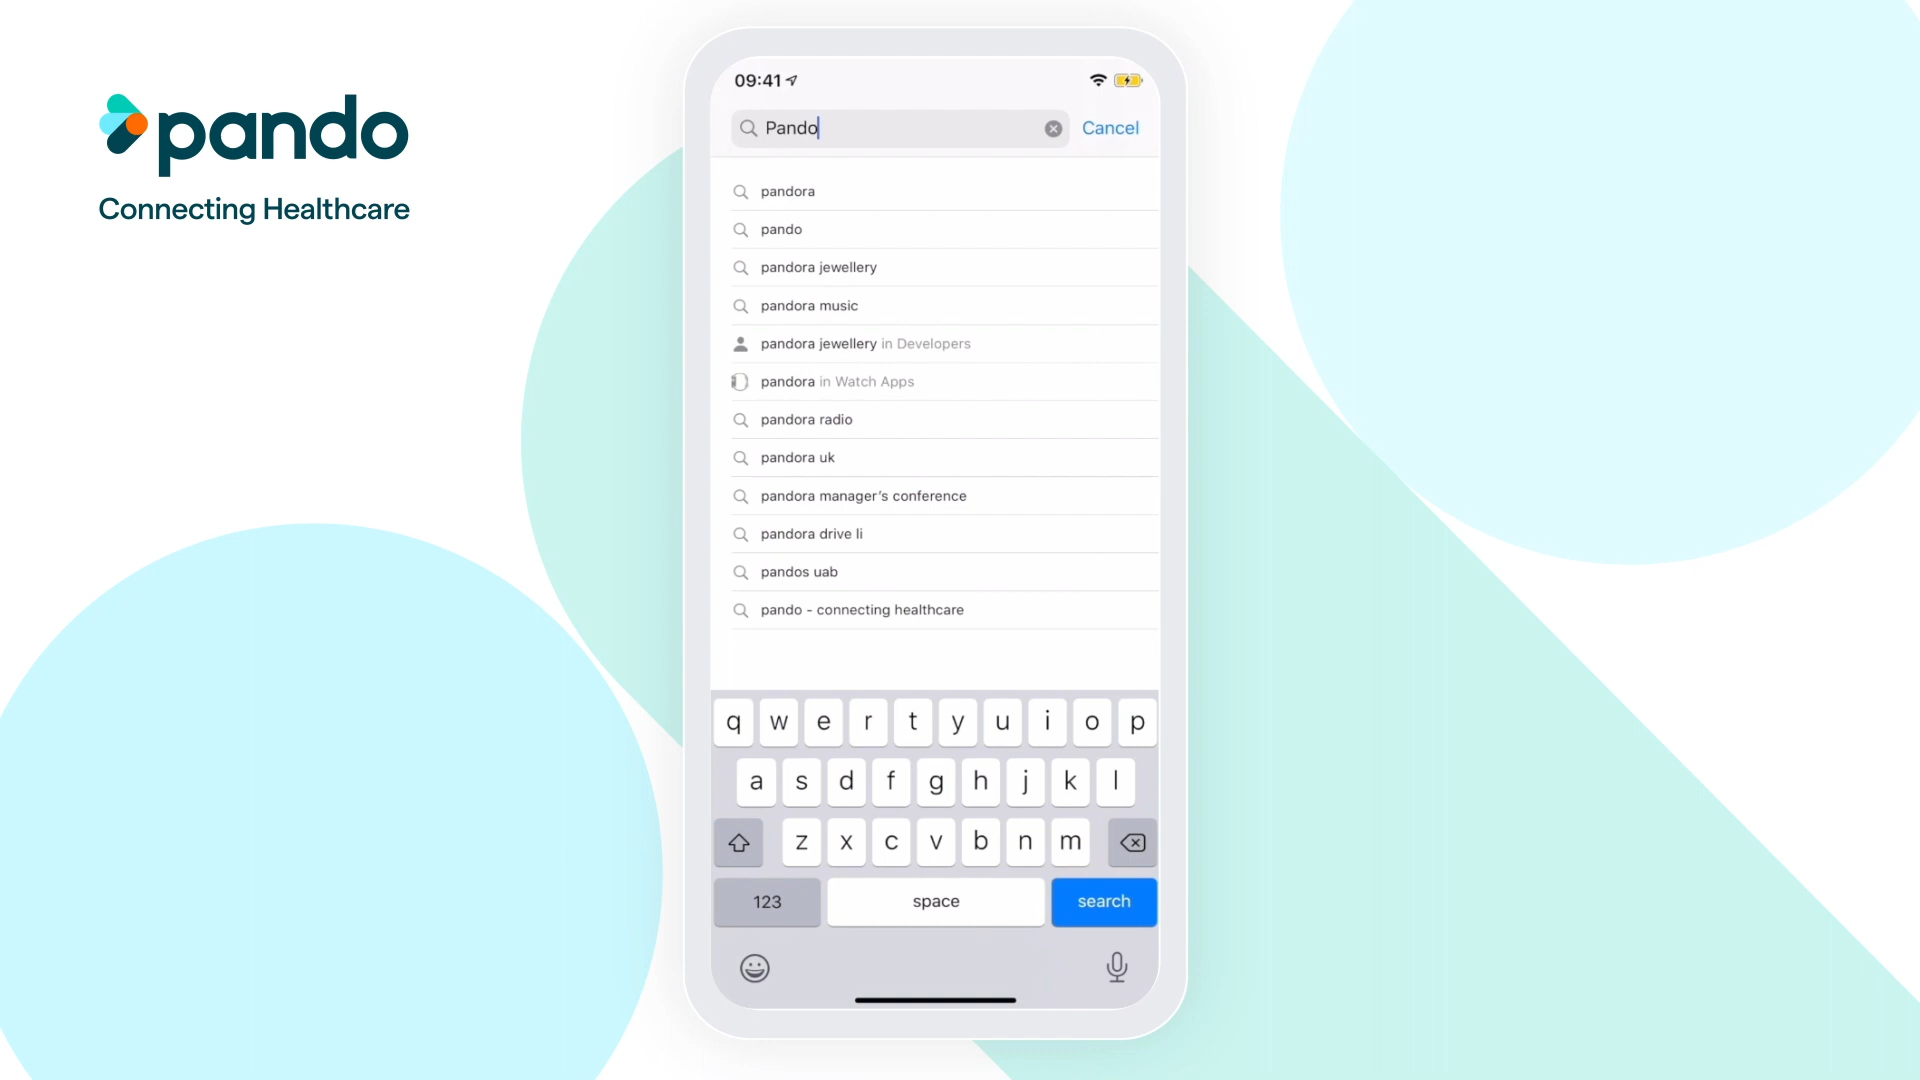 pando
Connecting Healthcare
09:41
Pando
Cancel
pandora
pando
pandora jewellery
pandora music
pandora jewellery in Developers
pandora in Watch Apps
pandora radio
pandora uk
pandora manager’s conference
pandora drive li
pandos uab
pando - connecting healthcare
q w e r t y u i o p
a s d f g h j k l
z x c v b n m
123 space search